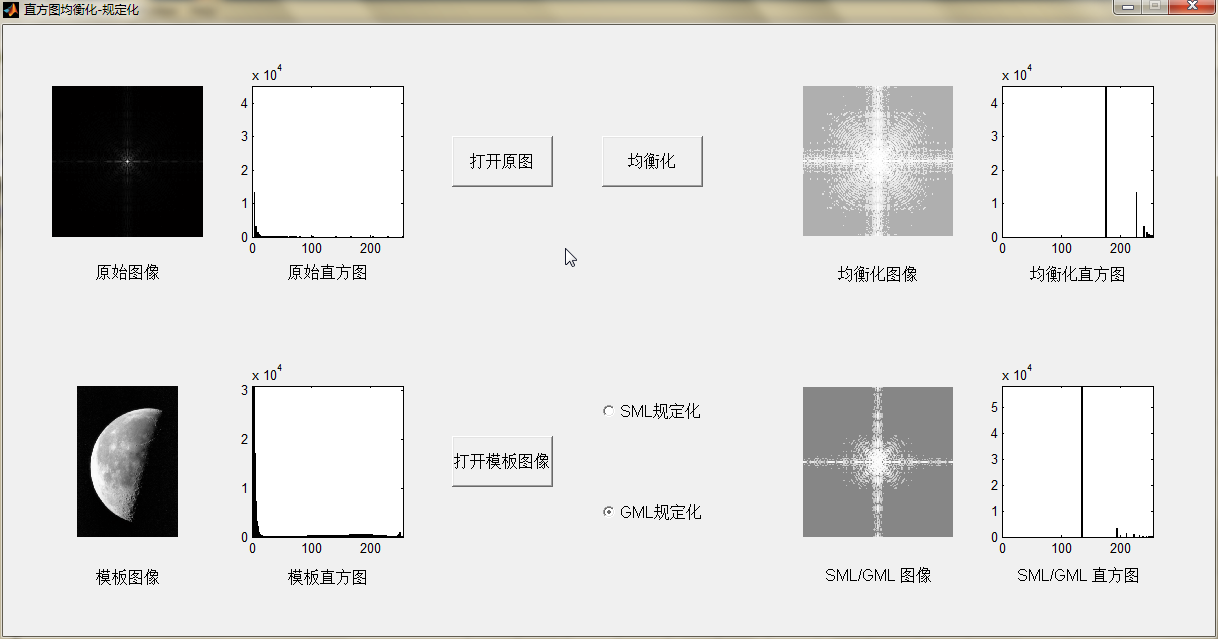 直方图均衡化-规定化
x 10^4
4
3
2
1
0
0 100 200
原始图像
原始直方图
打开原图
均衡化
x 10^4
4
3
2
1
0
0 100 200
均衡化图像
均衡化直方图
x 10^4
3
2
1
0
0 100 200
模板图像
模板直方图
打开模板图像
SML规定化
GML规定化
x 10^4
5
4
3
2
1
0
0 100 200
SML/GML 图像
SML/GML 直方图